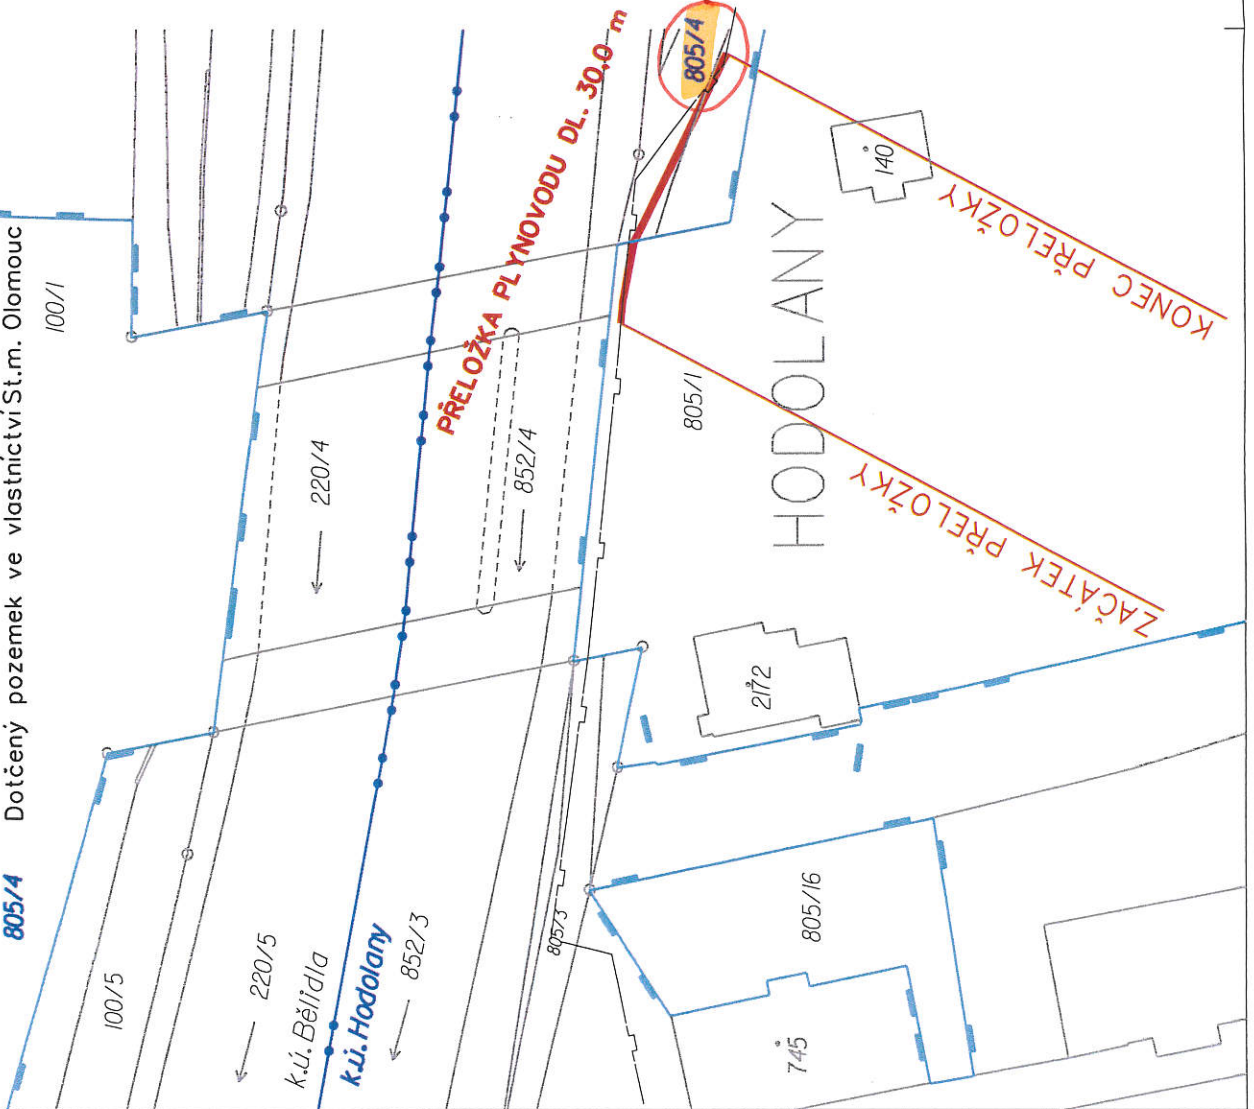 805/4 Dotčený pozemek ve vlastnictví St.m. Olomouc
100/1
100/5
220/4
220/5
k.ú. Bělidla
k.ú. Hodolany
852/3
852/4
PŘELOŽKA PLYNOVODU DL. 30,0 m
805/4
805/1
805/3
805/16
HODOLANY
140
2172
745
ZAČÁTEK PŘELOŽKY
KONEC PŘELOŽKY